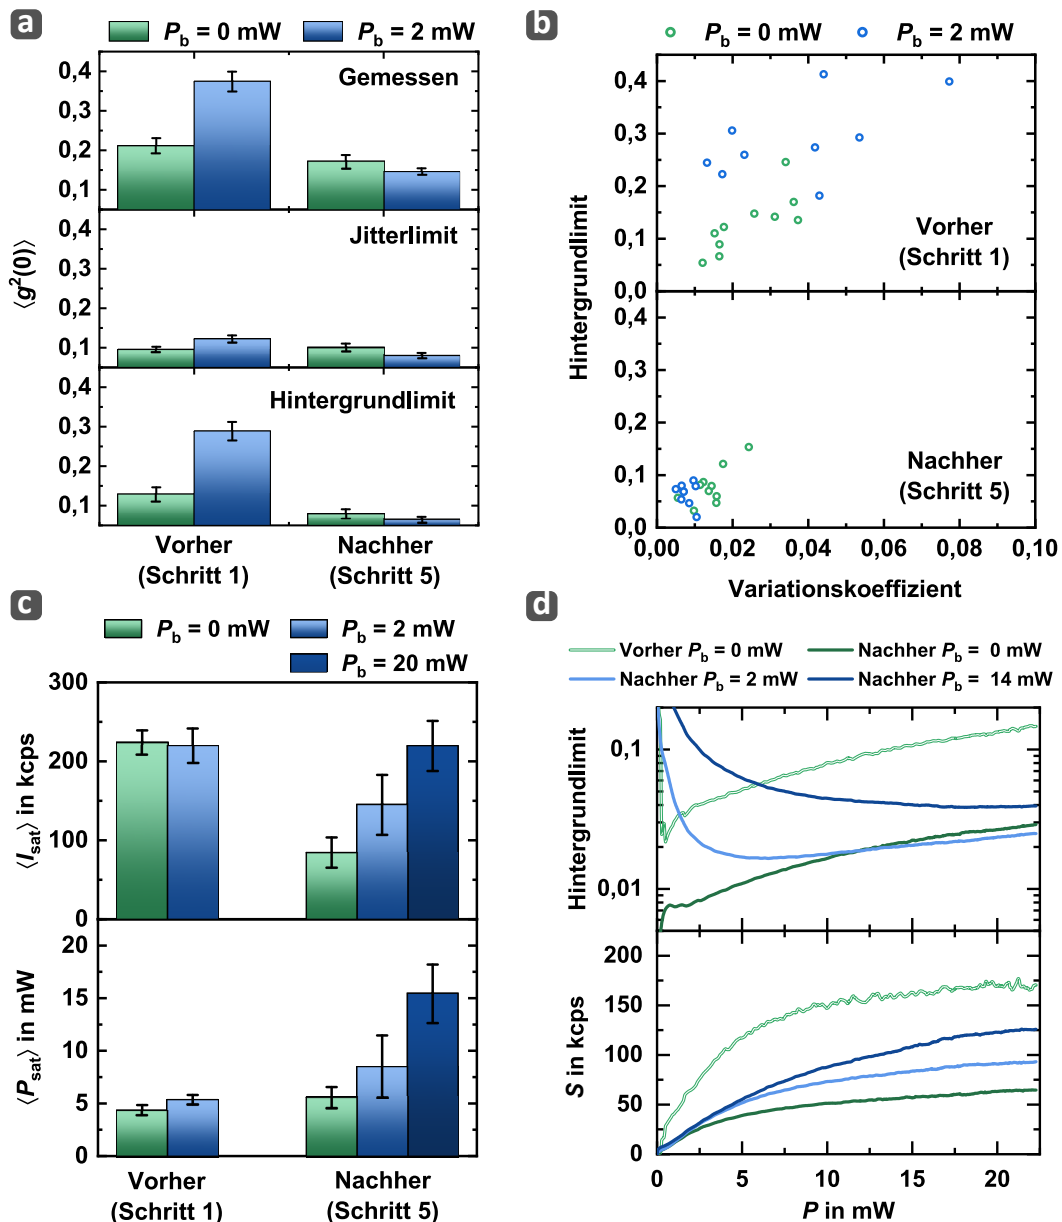 a
P_b = 0 mW P_b = 2 mW
0,4
0,3
0,2
0,1
Gemessen
0,4
0,3
0,2
0,1
Jitterlimit
0,4
0,3
0,2
0,1
Hintergrundlimit
⟨g²(0)⟩
Vorher
(Schritt 1)
Nachher
(Schritt 5)
b
P_b = 0 mW P_b = 2 mW
0,4
0,3
0,2
0,1
0,0
Vorher
(Schritt 1)
0,4
0,3
0,2
0,1
0,0
Nachher
(Schritt 5)
Hintergrundlimit
0,00 0,02 0,04 0,06 0,08 0,10
Variationskoeffizient
c
P_b = 0 mW P_b = 2 mW
P_b = 20 mW
300
200
100
0
⟨I_sat⟩ in kcps
20
15
10
5
0
⟨P_sat⟩ in mW
Vorher
(Schritt 1)
Nachher
(Schritt 5)
d
Vorher P_b = 0 mW Nachher P_b = 0 mW
Nachher P_b = 2 mW Nachher P_b = 14 mW
0,1
0,01
Hintergrundlimit
200
150
100
50
0
S in kcps
0 5 10 15 20
P in mW